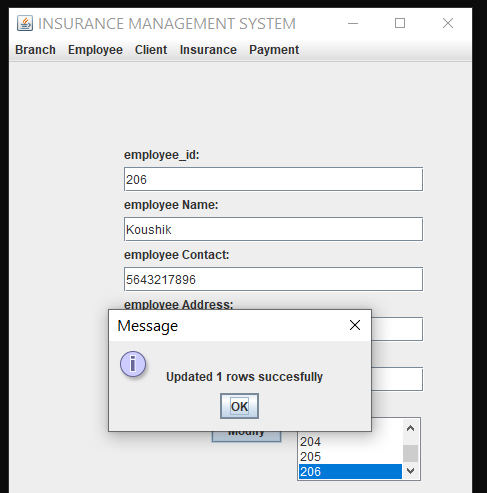 INSURANCE MANAGEMENT SYSTEM
Branch Employee Client Insurance Payment
employee_id:
206
employee Name:
Koushik
employee Contact:
5643217896
employee Address:
Message
Updated 1 rows succesfully
OK
Modify
204
205
206